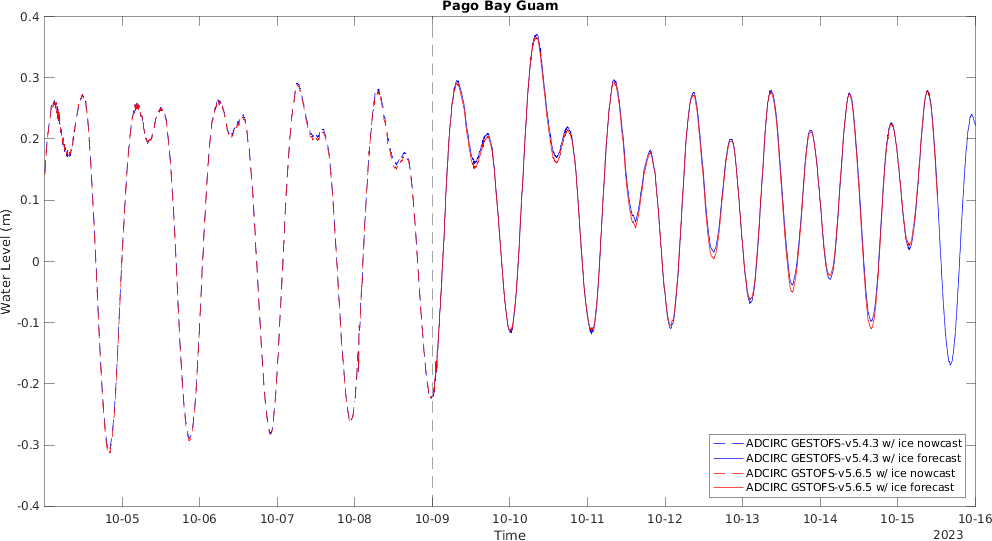 Pago Bay Guam
0.4
0.3
0.2
0.1
0
-0.1
-0.2
-0.3
-0.4
Water Level (m)
10-05 10-06 10-07 10-08 10-09 10-10 10-11 10-12 10-13 10-14 10-15 10-16
Time
2023
ADCIRC GESTOFS-v5.4.3 w/ ice nowcast
ADCIRC GESTOFS-v5.4.3 w/ ice forecast
ADCIRC GSTOFS-v5.6.5 w/ ice nowcast
ADCIRC GSTOFS-v5.6.5 w/ ice forecast